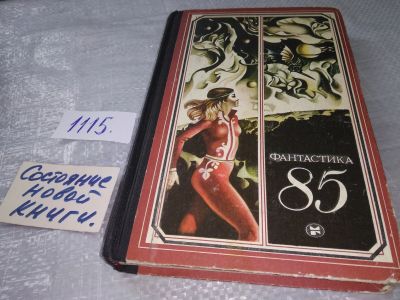 1115.
Состояние
новой
книги.
ФАНТАСТИКА
85